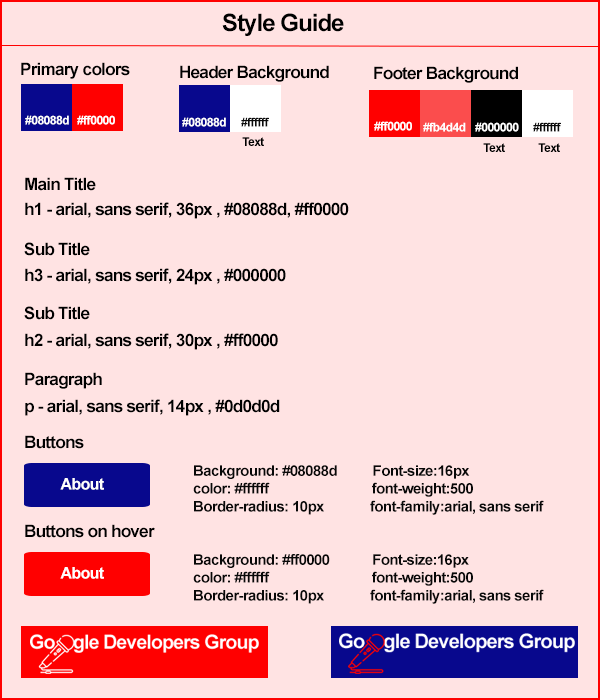 Style Guide
Primary colors
Header Background
Footer Background
#08088d #ff0000
#08088d #ffffff
#ff0000 #fb4d4d #000000 #ffffff
Text
Text Text
Main Title
h1 - arial, sans serif, 36px , #08088d, #ff0000
Sub Title
h3 - arial, sans serif, 24px , #000000
Sub Title
h2 - arial, sans serif, 30px , #ff0000
Paragraph
p - arial, sans serif, 14px , #0d0d0d
Buttons
About
Background: #08088d
color: #ffffff
Border-radius: 10px
Font-size:16px
font-weight:500
font-family:arial, sans serif
Buttons on hover
About
Background: #ff0000
color: #ffffff
Border-radius: 10px
Font-size:16px
font-weight:500
font-family:arial, sans serif
Google Developers Group
Google Developers Group